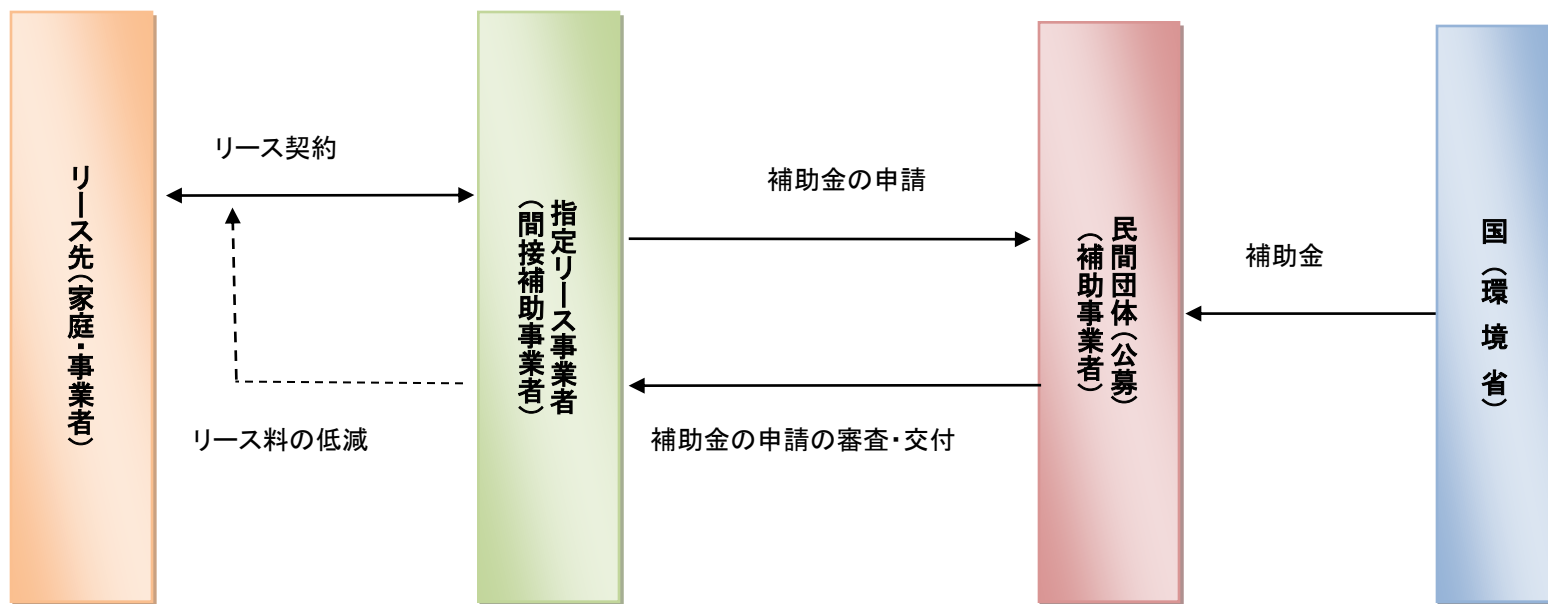 リース先(家庭・事業者)
リース契約
リース料の低減
指定リース事業者
(間接補助事業者)
補助金の申請
補助金の申請の審査・交付
民間団体(公募)
(補助事業者)
補助金
国(環境省)